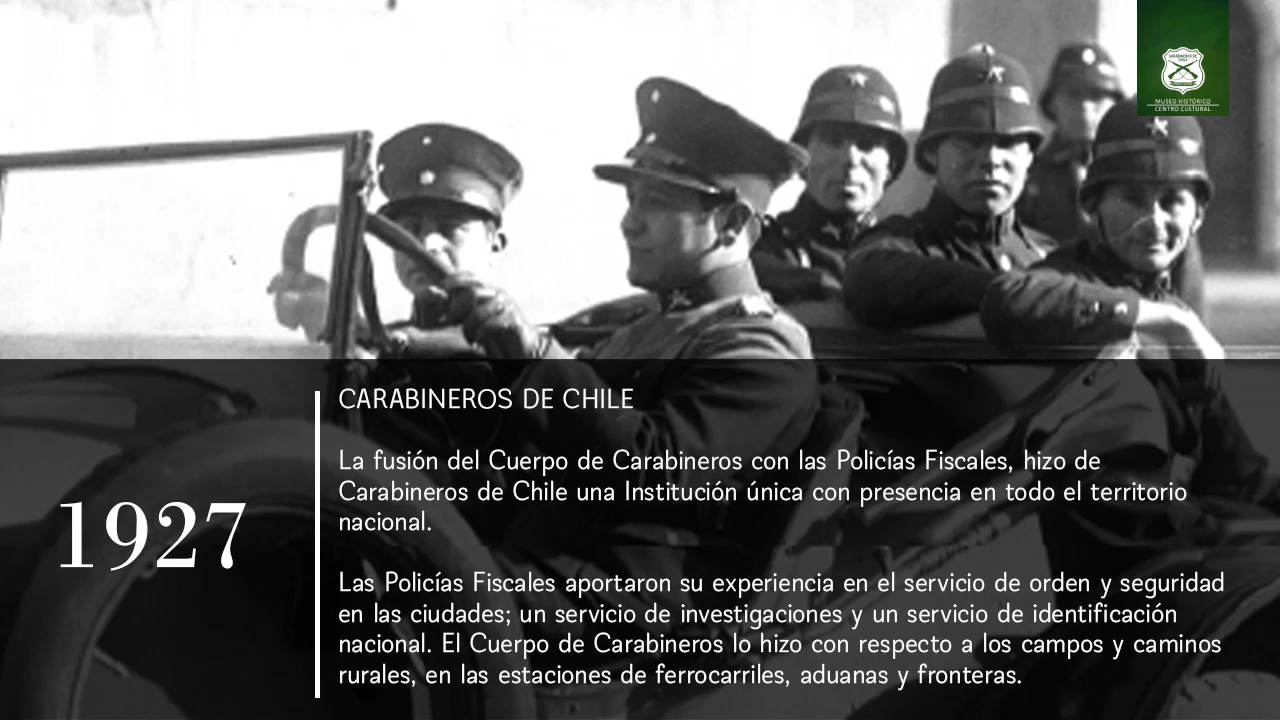 CARABINEROS DE
CHILE
MUSEO HISTÓRICO
CENTRO CULTURAL
CARABINEROS DE CHILE
La fusión del Cuerpo de Carabineros con las Policías Fiscales, hizo de
Carabineros de Chile una Institución única con presencia en todo el territorio
nacional.
1927
Las Policías Fiscales aportaron su experiencia en el servicio de orden y seguridad
en las ciudades; un servicio de investigaciones y un servicio de identificación
nacional. El Cuerpo de Carabineros lo hizo con respecto a los campos y caminos
rurales, en las estaciones de ferrocarriles, aduanas y fronteras.